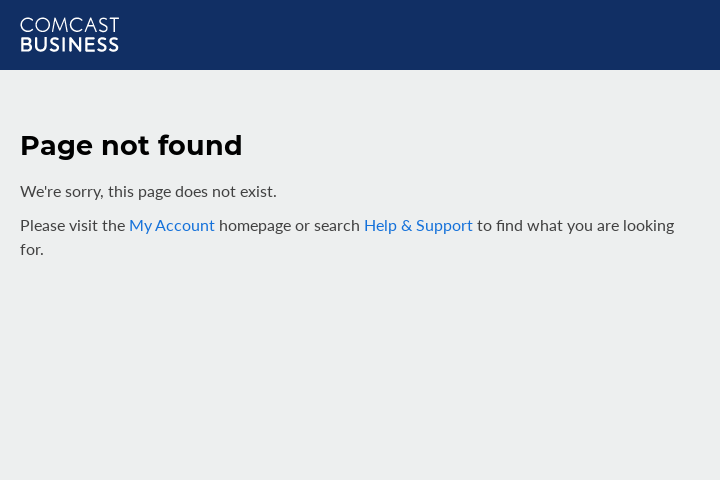 COMCAST
BUSINESS
Page not found
We're sorry, this page does not exist.
Please visit the My Account homepage or search Help & Support to find what you are looking
for.